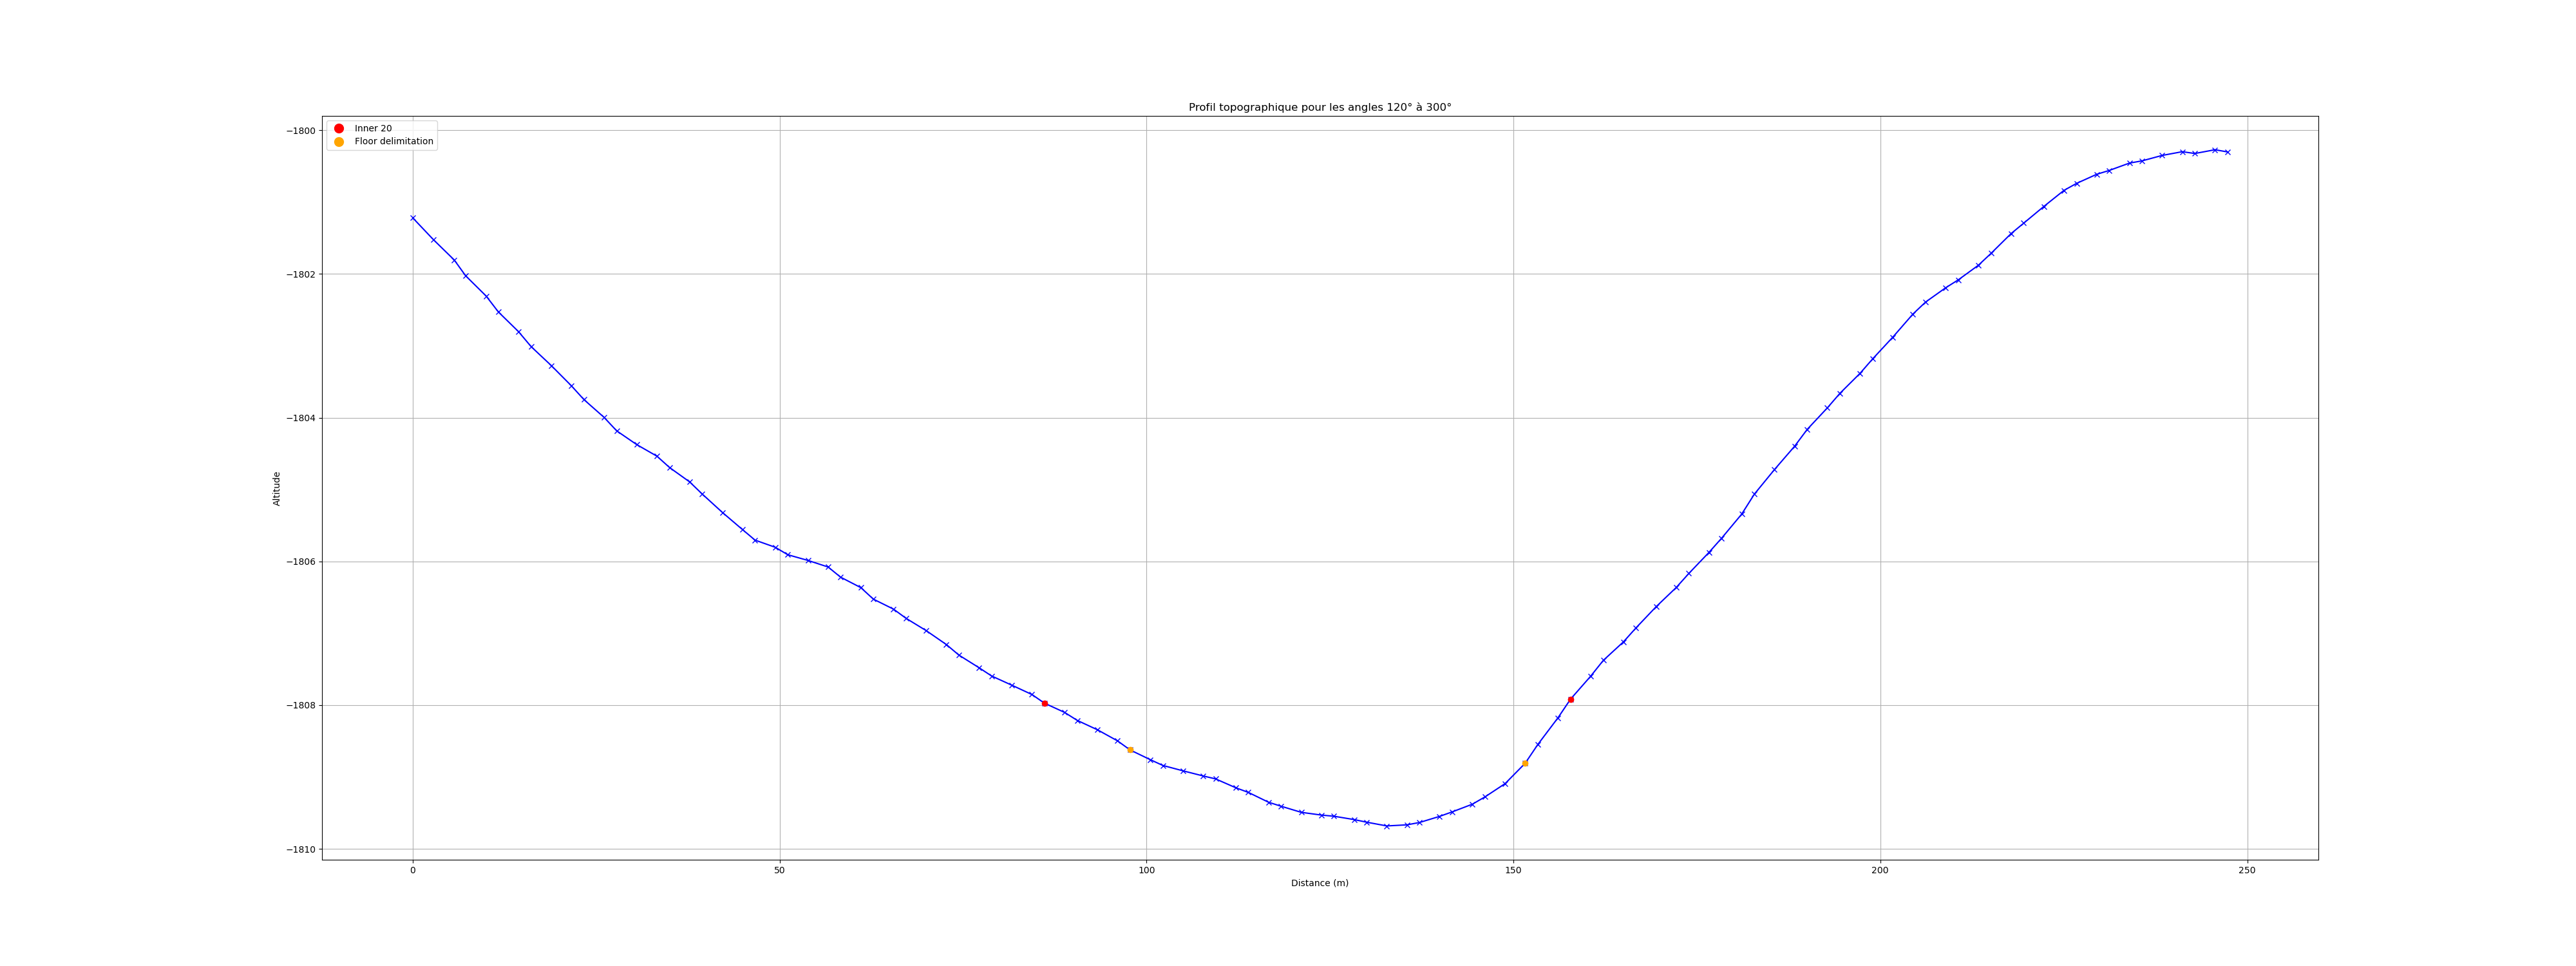 Profil topographique pour les angles 120° à 300°
Inner 20
Floor delimitation
−1800
−1802
−1804
−1806
−1808
−1810
Altitude
0 50 100 150 200 250
Distance (m)